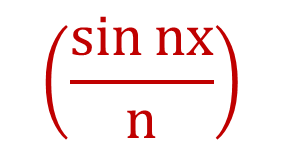 (sin nx / n)